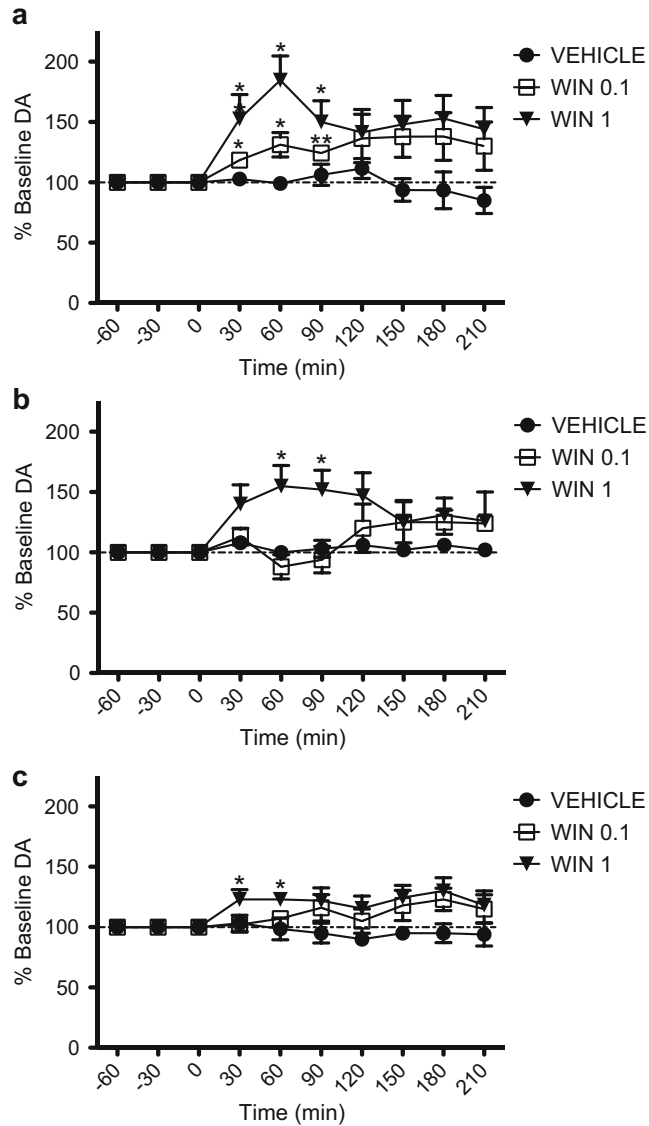 a
200
150
100
50
0
% Baseline DA
* * * * * **
-60 -30 0 30 60 90 120 150 180 210
Time (min)
VEHICLE
WIN 0.1
WIN 1
b
200
150
100
50
0
% Baseline DA
* *
-60 -30 0 30 60 90 120 150 180 210
Time (min)
VEHICLE
WIN 0.1
WIN 1
c
200
150
100
50
0
% Baseline DA
* *
-60 -30 0 30 60 90 120 150 180 210
Time (min)
VEHICLE
WIN 0.1
WIN 1